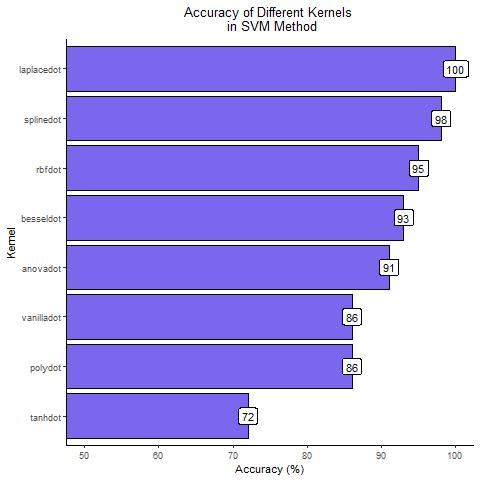 Accuracy of Different Kernels
in SVM Method
laplacedot
100
splinedot
98
rbfdot
95
besseldot
93
anovadot
91
vanilladot
86
polydot
86
tanhdot
72
Kernel
50 60 70 80 90 100
Accuracy (%)